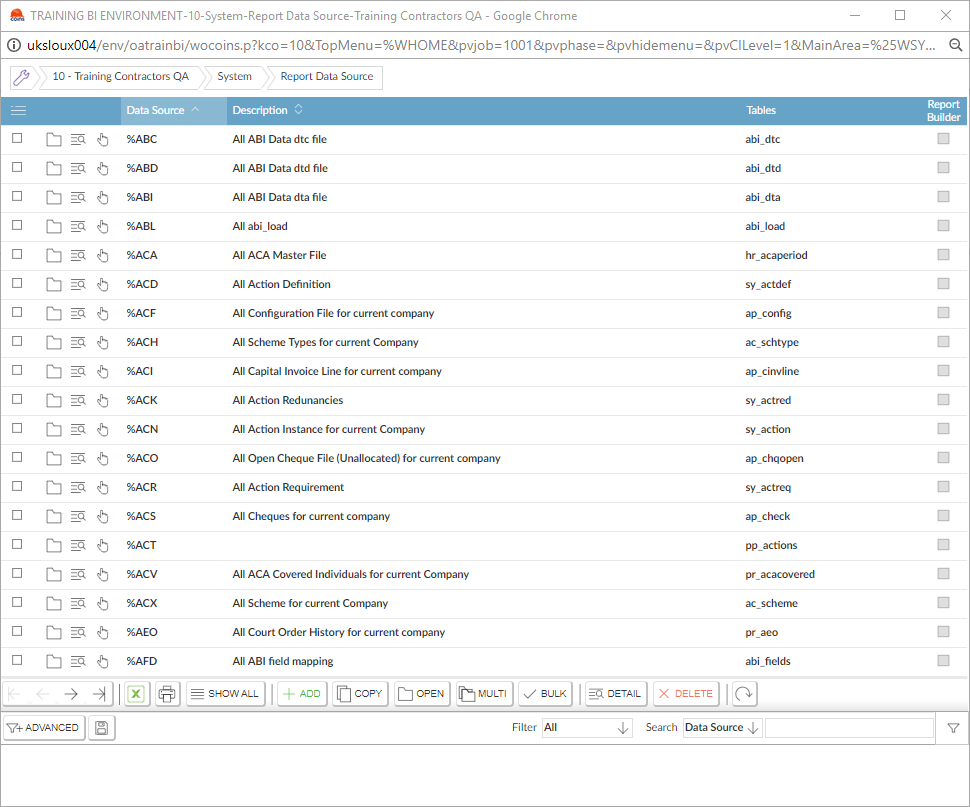 TRAINING BI ENVIRONMENT-10-System-Report Data Source-Training Contractors QA - Google Chrome
uksloux004/env/oatrainbi/wocoins.p?kco=10&TopMenu=%WHOME&pvjob=1001&pvphase=&pvhidemenu=&pvCILevel=1&MainArea=%25WSY...
10 - Training Contractors QA System Report Data Source
Data Source Description Tables Report Builder
%ABC All ABI Data dtc file abi_dtc
%ABD All ABI Data dtd file abi_dtd
%ABI All ABI Data dta file abi_dta
%ABL All abi_load abi_load
%ACA All ACA Master File hr_acaperiod
%ACD All Action Definition sy_actdef
%ACF All Configuration File for current company ap_config
%ACH All Scheme Types for current Company ac_schtype
%ACI All Capital Invoice Line for current company ap_cinvline
%ACK All Action Redunancies sy_actred
%ACN All Action Instance for current Company sy_action
%ACO All Open Cheque File (Unallocated) for current company ap_chqopen
%ACR All Action Requirement sy_actreq
%ACS All Cheques for current company ap_check
%ACT pp_actions
%ACV All ACA Covered Individuals for current Company pr_acacovered
%ACX All Scheme for current Company ac_scheme
%AEO All Court Order History for current company pr_aeo
%AFD All ABI field mapping abi_fields
SHOW ALL ADD COPY OPEN MULTI BULK DETAIL DELETE
ADVANCED Filter All Search Data Source